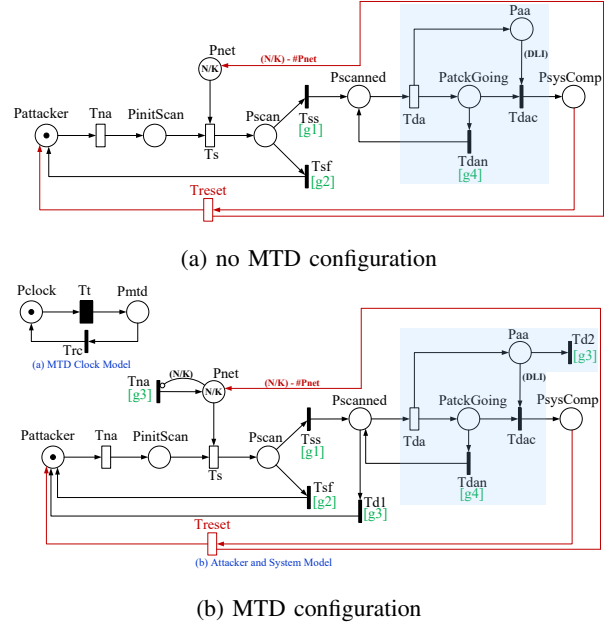 Paa
Pnet
(N/K) - #Pnet
(DLI)
N/K
Pscanned
PatckGoing
PsysComp
Pattacker
Tna
PinitScan
Pscan
Tss
[g1]
Tda
Tdac
Ts
Tsf
[g2]
Tdan
[g4]
Treset
(a) no MTD configuration
Pclock
Tt
Pmtd
Trc
(a) MTD Clock Model
Paa
Td2
[g3]
(N/K)
Pnet
(N/K) - #Pnet
Tna
[g3]
N/K
(DLI)
Pscanned
PatckGoing
PsysComp
Pattacker
Tna
PinitScan
Pscan
Tss
[g1]
Tda
Tdac
Ts
Tsf
[g2]
Td1
[g3]
Tdan
[g4]
Treset
(b) Attacker and System Model
(b) MTD configuration